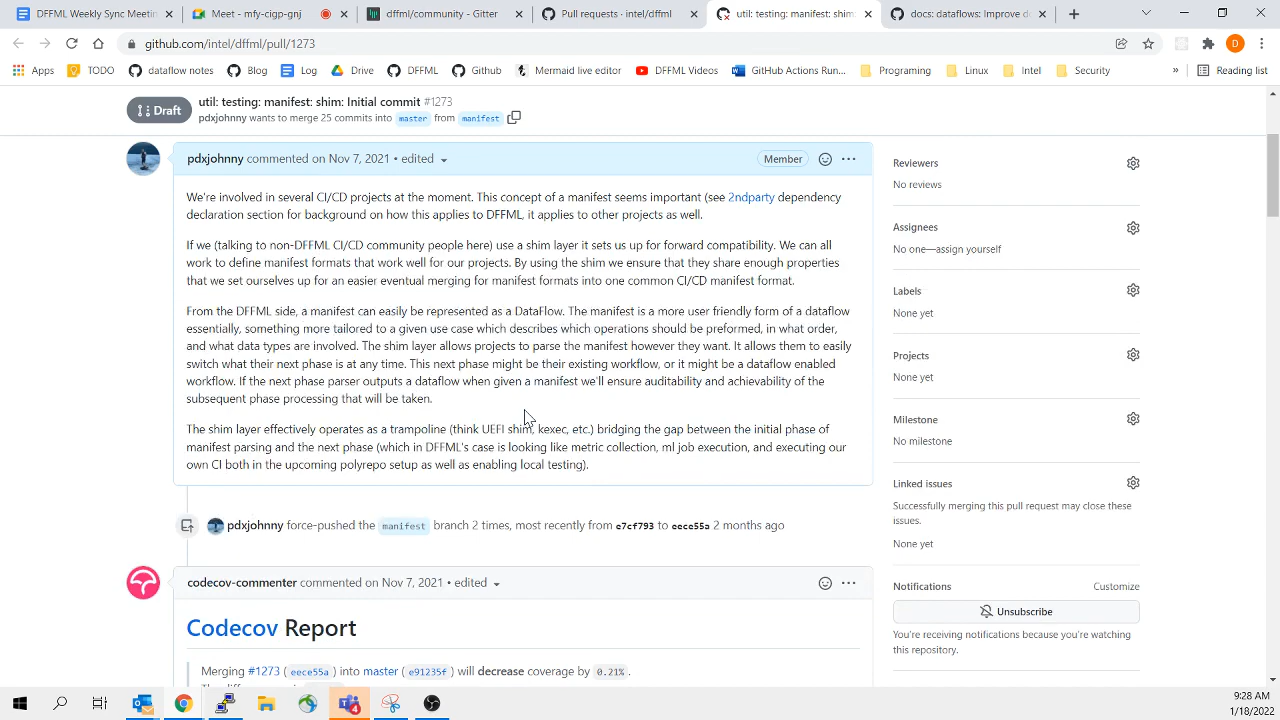 DFFML Weekly Sync Meetin
Meet - mfy-cigp-gnj
dffml/community - Gitter
Pull requests · intel/dffml
util: testing: manifest: shim:
docs: dataflows: Improve d
github.com/intel/dffml/pull/1273
D
Apps
TODO
dataflow notes
Blog
Log
Drive
DFFML
Github
Mermaid live editor
DFFML Videos
GitHub Actions Run...
Programing
Linux
Intel
Security
»
Reading list
Draft
util: testing: manifest: shim: Initial commit #1273
pdxjohnny wants to merge 25 commits into master from manifest
pdxjohnny commented on Nov 7, 2021 • edited
Member
We're involved in several CI/CD projects at the moment. This concept of a manifest seems important (see 2ndparty dependency
declaration section for background on how this applies to DFFML, it applies to other projects as well.
If we (talking to non-DFFML CI/CD community people here) use a shim layer it sets us up for forward compatibility. We can all
work to define manifest formats that work well for our projects. By using the shim we ensure that they share enough properties
that we set ourselves up for an easier eventual merging for manifest formats into one common CI/CD manifest format.
From the DFFML side, a manifest can easily be represented as a DataFlow. The manifest is a more user friendly form of a dataflow
essentially, something more tailored to a given use case which describes which operations should be preformed, in what order,
and what data types are involved. The shim layer allows projects to parse the manifest however they want. It allows them to easily
switch what their next phase is at any time. This next phase might be their existing workflow, or it might be a dataflow enabled
workflow. If the next phase parser outputs a dataflow when given a manifest we'll ensure auditability and achievability of the
subsequent phase processing that will be taken.
The shim layer effectively operates as a trampoline (think UEFI shim, kexec, etc.) bridging the gap between the initial phase of
manifest parsing and the next phase (which in DFFML's case is looking like metric collection, ml job execution, and executing our
own CI both in the upcoming polyrepo setup as well as enabling local testing).
pdxjohnny force-pushed the manifest branch 2 times, most recently from e7cf793 to eece55a 2 months ago
codecov-commenter commented on Nov 7, 2021 • edited
Codecov Report
Merging #1273 (eece55a) into master (e91235f) will decrease coverage by 0.21%.
Reviewers
No reviews
Assignees
No one—assign yourself
Labels
None yet
Projects
None yet
Milestone
No milestone
Linked issues
Successfully merging this pull request may close these
issues.
None yet
Notifications
Customize
Unsubscribe
You're receiving notifications because you're watching
this repository.
4
9:28 AM
1/18/2022